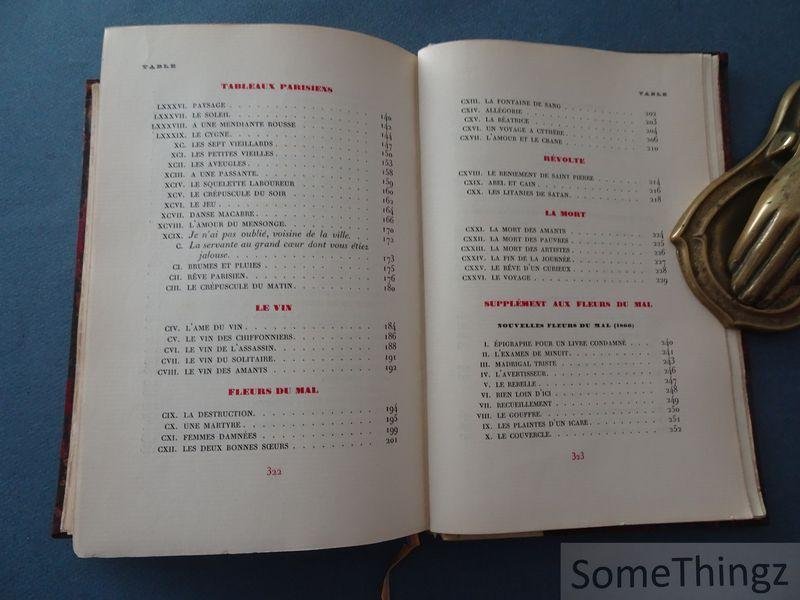 TABLE
TABLEAUX PARISIENS
LXXXVI. PAYSAGE
LXXXVII. LE SOLEIL 140
LXXXVIII. A UNE MENDIANTE ROUSSE 142
LXXXIX. LE CYGNE. 144
XC. LES SEPT VIEILLARDS 147
XCI. LES PETITES VIEILLES 150
XCII. LES AVEUGLES 153
XCIII. A UNE PASSANTE. 158
XCIV. LE SQUELETTE LABOUREUR 159
XCV. LE CRÉPUSCULE DU SOIR 160
XCVI. LE JEU 162
XCVII. DANSE MACABRE 164
XCVIII. L'AMOUR DU MENSONGE. 166
XCIX. Je n'ai pas oublié, voisine de la ville. 170
C. La servante au grand cœur dont vous étiez 172
jalouse. 173
CI. BRUMES ET PLUIES 175
CII. RÊVE PARISIEN 176
CIII. LE CRÉPUSCULE DU MATIN 180
LE VIN
CIV. L'AME DU VIN 184
CV. LE VIN DES CHIFFONNIERS 186
CVI. LE VIN DE L'ASSASSIN 188
CVII. LE VIN DU SOLITAIRE 191
CVIII. LE VIN DES AMANTS 192
FLEURS DU MAL
CIX. LA DESTRUCTION. 194
CX. UNE MARTYRE 195
CXI. FEMMES DAMNÉES 199
CXII. LES DEUX BONNES SŒURS 201
322
TABLE
CXIII. LA FONTAINE DE SANG
CXIV. ALLÉGORIE 202
CXV. LA BÉATRICE 203
CXVI. UN VOYAGE A CYTHÈRE 204
CXVII. L'AMOUR ET LE CRANE 206
210
RÉVOLTE
CXVIII. LE RENIEMENT DE SAINT PIERRE
CXIX. ABEL ET CAIN 214
CXX. LES LITANIES DE SATAN 216
218
LA MORT
CXXI. LA MORT DES AMANTS
CXXII. LA MORT DES PAUVRES 224
CXXIII. LA MORT DES ARTISTES 225
CXXIV. LA FIN DE LA JOURNÉE 226
CXXV. LE RÊVE D'UN CURIEUX 227
CXXVI. LE VOYAGE 228
229
SUPPLÉMENT AUX FLEURS DU MAL
NOUVELLES FLEURS DU MAL (1866)
I. ÉPIGRAPHE POUR UN LIVRE CONDAMNÉ 240
II. L'EXAMEN DE MINUIT 241
III. MADRIGAL TRISTE 243
IV. L'AVERTISSEUR 246
V. LE REBELLE 247
VI. BIEN LOIN D'ICI 248
VII. RECUEILLEMENT 249
VIII. LE GOUFFRE. 250
IX. LES PLAINTES D'UN ICARE 251
X. LE COUVERCLE 252
323
SomeThingz